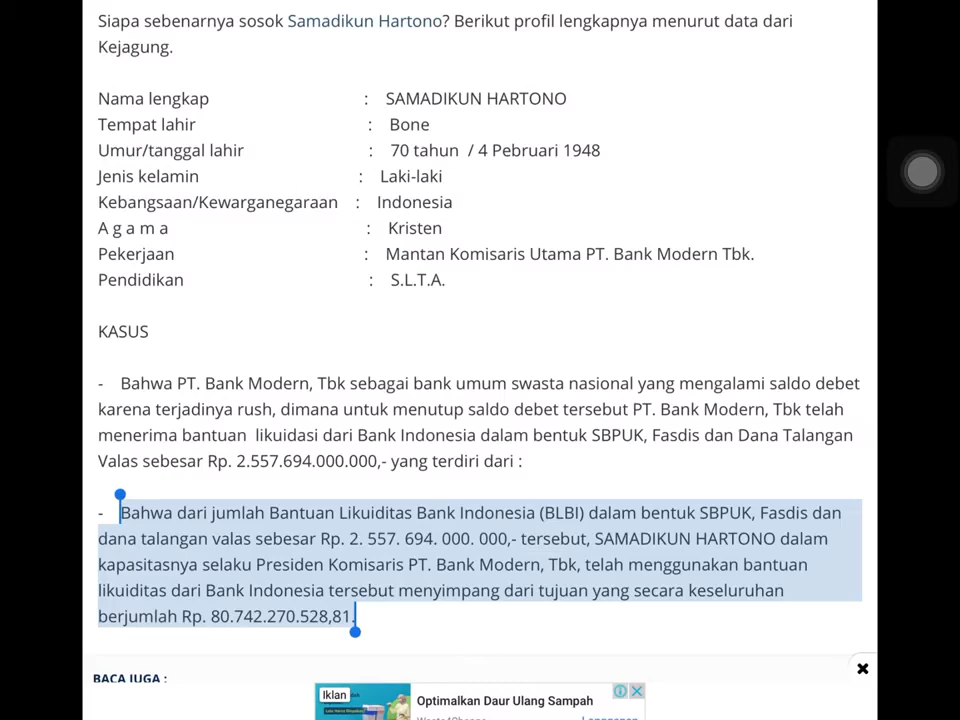 Siapa sebenarnya sosok Samadikun Hartono? Berikut profil lengkapnya menurut data dari
Kejagung.
Nama lengkap : SAMADIKUN HARTONO
Tempat lahir : Bone
Umur/tanggal lahir : 70 tahun / 4 Pebruari 1948
Jenis kelamin : Laki-laki
Kebangsaan/Kewarganegaraan : Indonesia
A g a m a : Kristen
Pekerjaan : Mantan Komisaris Utama PT. Bank Modern Tbk.
Pendidikan : S.L.T.A.
KASUS
- Bahwa PT. Bank Modern, Tbk sebagai bank umum swasta nasional yang mengalami saldo debet
karena terjadinya rush, dimana untuk menutup saldo debet tersebut PT. Bank Modern, Tbk telah
menerima bantuan likuidasi dari Bank Indonesia dalam bentuk SBPUK, Fasdis dan Dana Talangan
Valas sebesar Rp. 2.557.694.000.000,- yang terdiri dari :
- Bahwa dari jumlah Bantuan Likuiditas Bank Indonesia (BLBI) dalam bentuk SBPUK, Fasdis dan
dana talangan valas sebesar Rp. 2. 557. 694. 000. 000,- tersebut, SAMADIKUN HARTONO dalam
kapasitasnya selaku Presiden Komisaris PT. Bank Modern, Tbk, telah menggunakan bantuan
likuiditas dari Bank Indonesia tersebut menyimpang dari tujuan yang secara keseluruhan
berjumlah Rp. 80.742.270.528,81.
BACA JUGA :
Iklan
Optimalkan Daur Ulang Sampah